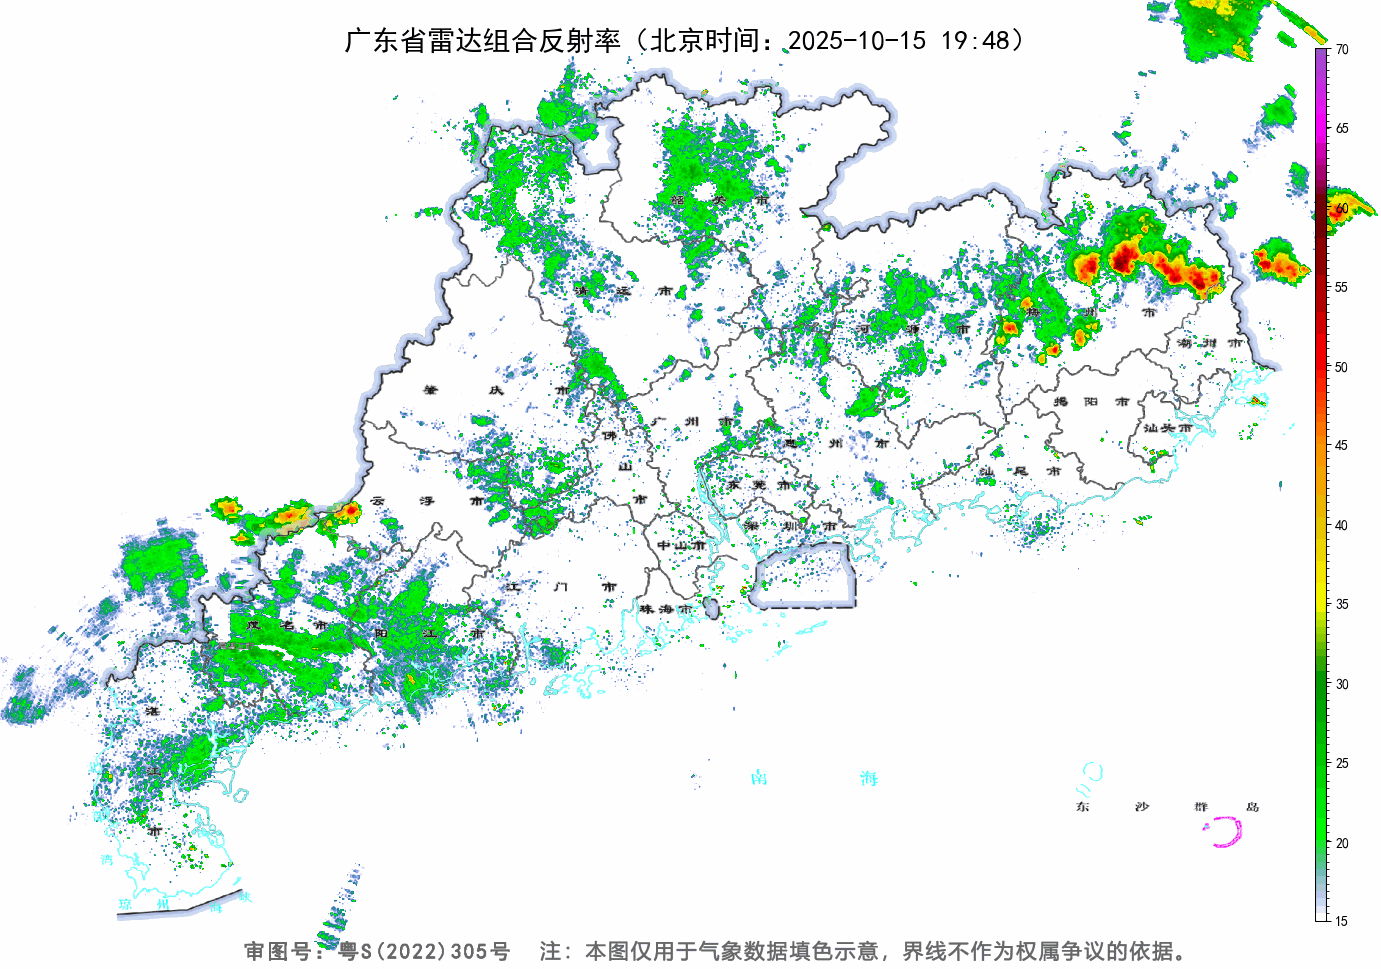 广东省雷达组合反射率（北京时间：2025-10-15 19:48）
70
65
60
55
50
45
40
35
30
25
20
15
韶关市
清远市
河源市
梅州市
潮州市
肇庆市
广州市
佛山市
惠州市
揭阳市
汕头市
汕尾市
云浮市
东莞市
深圳市
中山市
江门市
珠海市
茂名市
阳江市
湛江市
南海
东沙群岛
湾
琼州海峡
审图号：粤S(2022)305号 注：本图仅用于气象数据填色示意，界线不作为权属争议的依据。